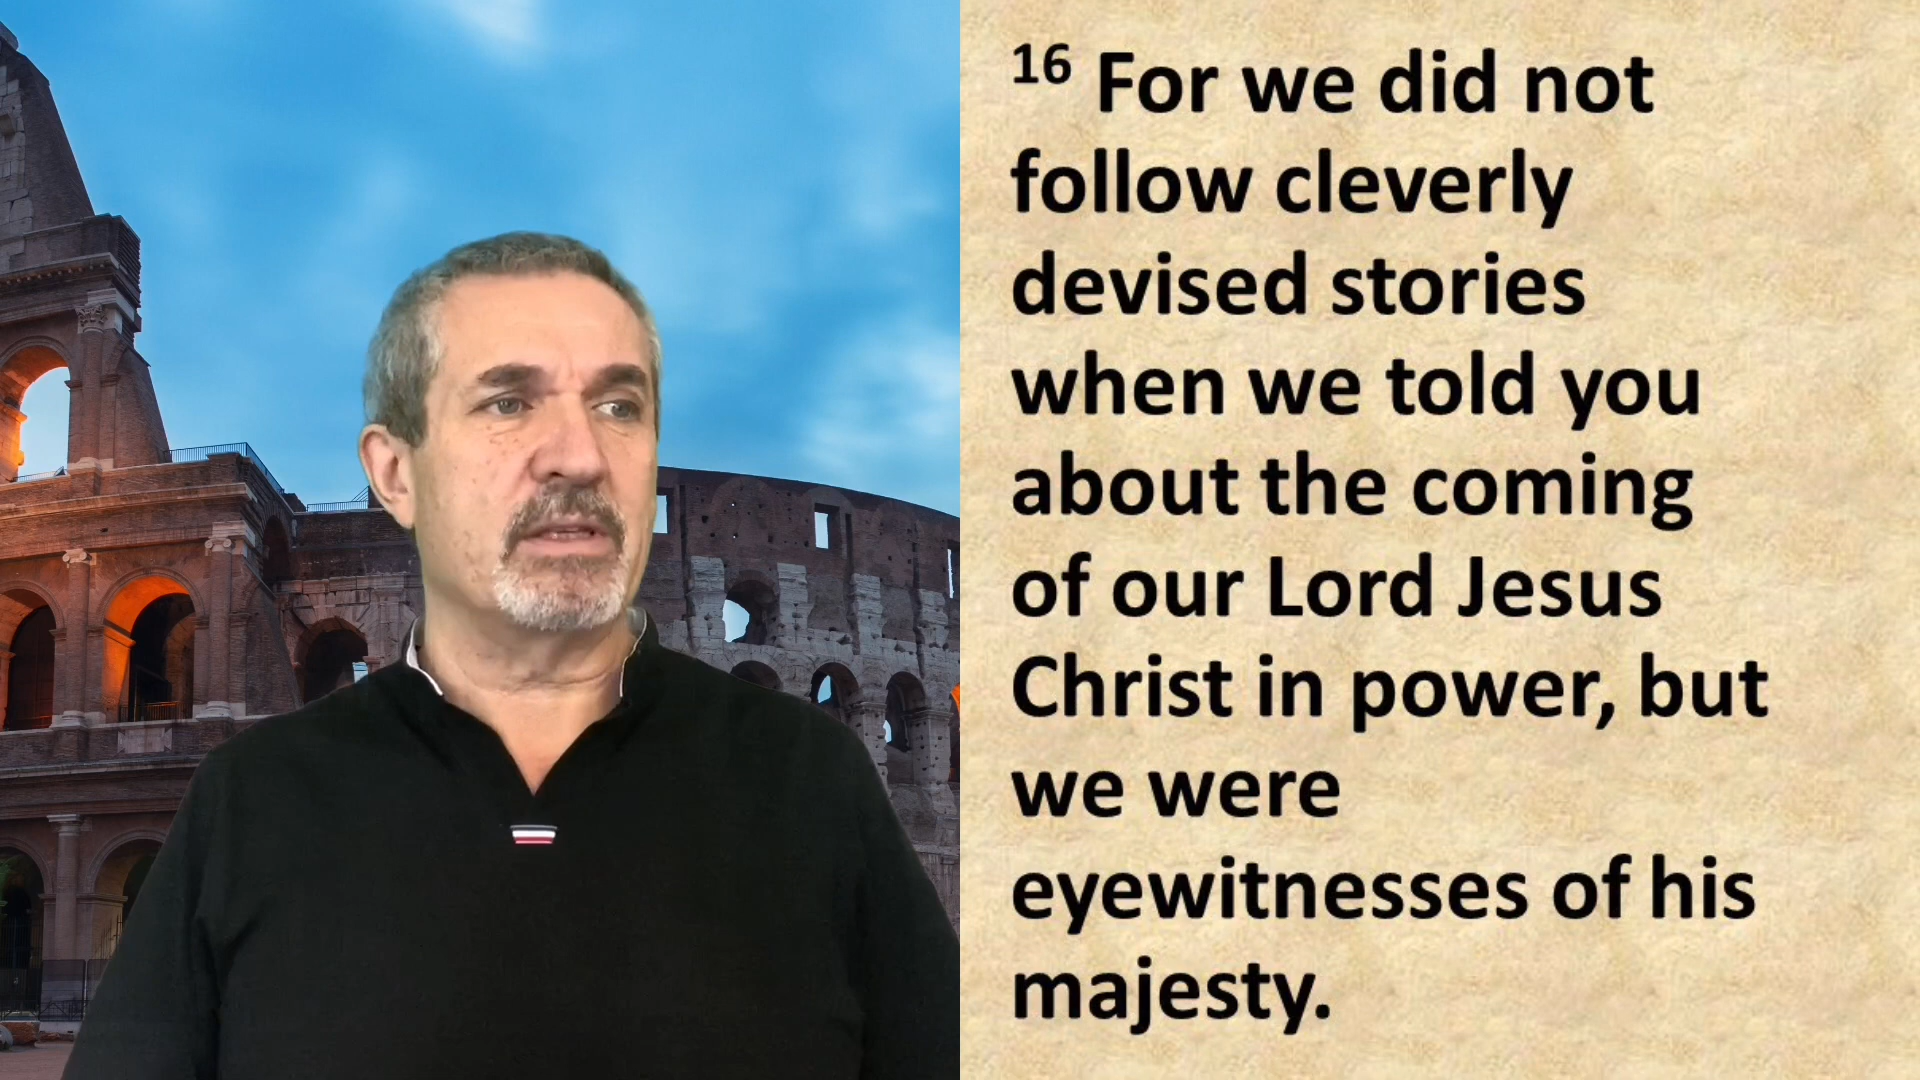 16 For we did not
follow cleverly
devised stories
when we told you
about the coming
of our Lord Jesus
Christ in power, but
we were
eyewitnesses of his
majesty.